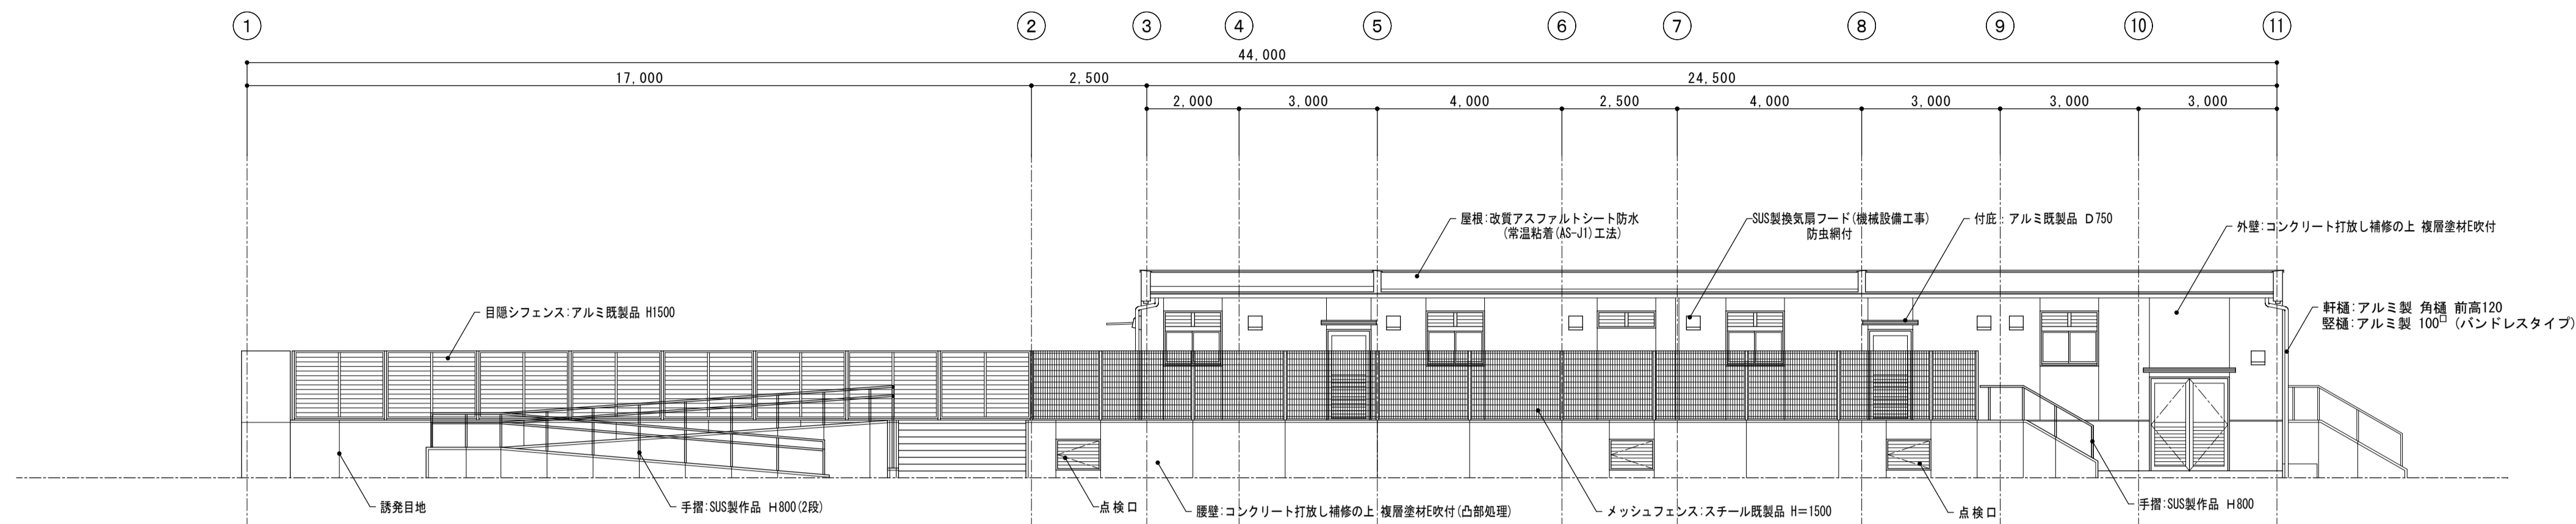 ① ② ③ ④ ⑤ ⑥ ⑦ ⑧ ⑨ ⑩ ⑪
44,000
17,000 2,500 24,500
2,000 3,000 4,000 2,500 4,000 3,000 3,000 3,000
屋根:改質アスファルトシート防水
(常温粘着(AS-J1)工法)
SUS製換気扇フード(機械設備工事)
防虫網付
付庇:アルミ既製品 D750
外壁:コンクリート打放し補修の上 複層塗材E吹付
目隠シフェンス:アルミ既製品 H1500
軒樋:アルミ製 角樋 前高120
竪樋:アルミ製 100□ (バンドレスタイプ)
誘発目地
手摺:SUS製作品 H800(2段)
点検口
腰壁:コンクリート打放し補修の上 複層塗材E吹付(凸部処理)
メッシュフェンス:スチール既製品 H=1500
点検口
手摺:SUS製作品 H800